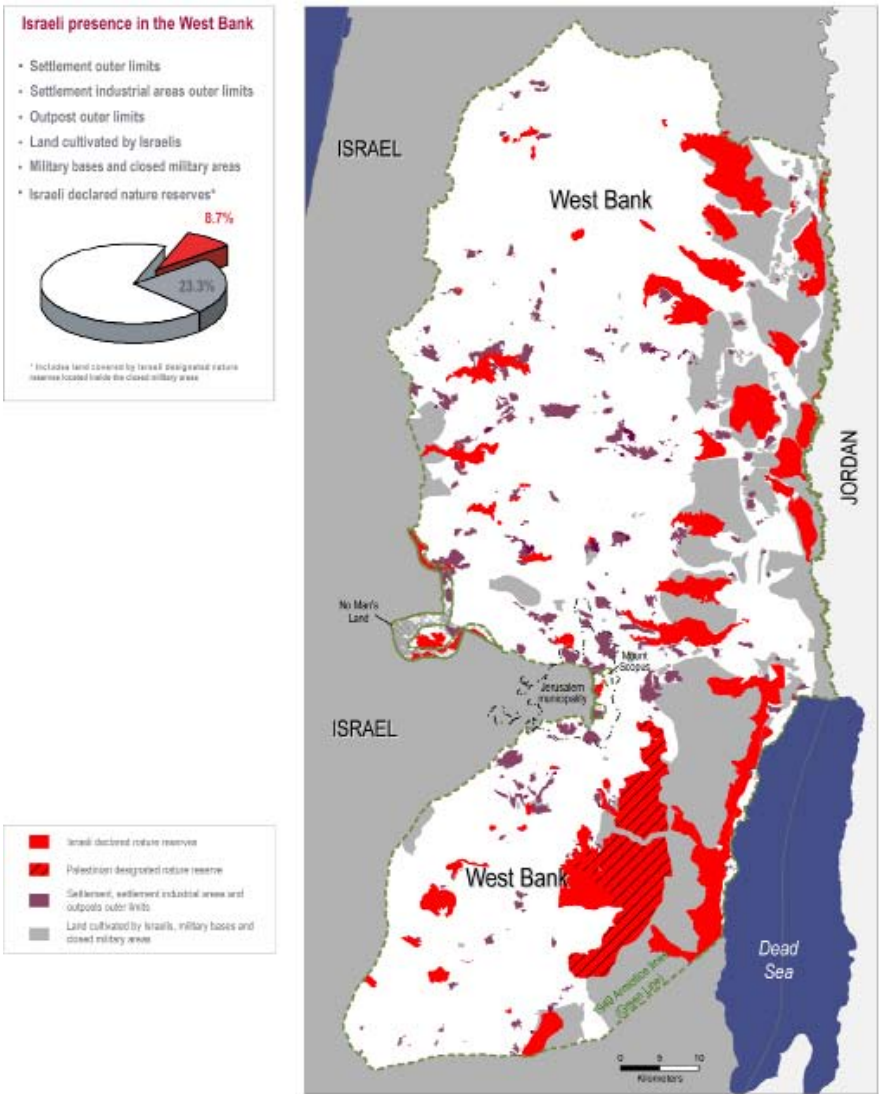 Israeli presence in the West Bank
• Settlement outer limits
• Settlement industrial areas outer limits
• Outpost outer limits
• Land cultivated by Israelis
• Military bases and closed military areas
• Israeli declared nature reserves*
8.7%
23.3%
* Includes land covered by Israeli designated nature
reserves located inside the closed military areas
ISRAEL
West Bank
JORDAN
No Man's
Land
Mount
Scopus
Jerusalem
municipality
ISRAEL
West Bank
Dead
Sea
1949 Armistice line
(Green Line)
0 5 10
Kilometers
Israeli declared nature reserves
Palestinian designated nature reserve
Settlement, settlement industrial areas and
outposts outer limits
Land cultivated by Israelis, military bases and
closed military areas